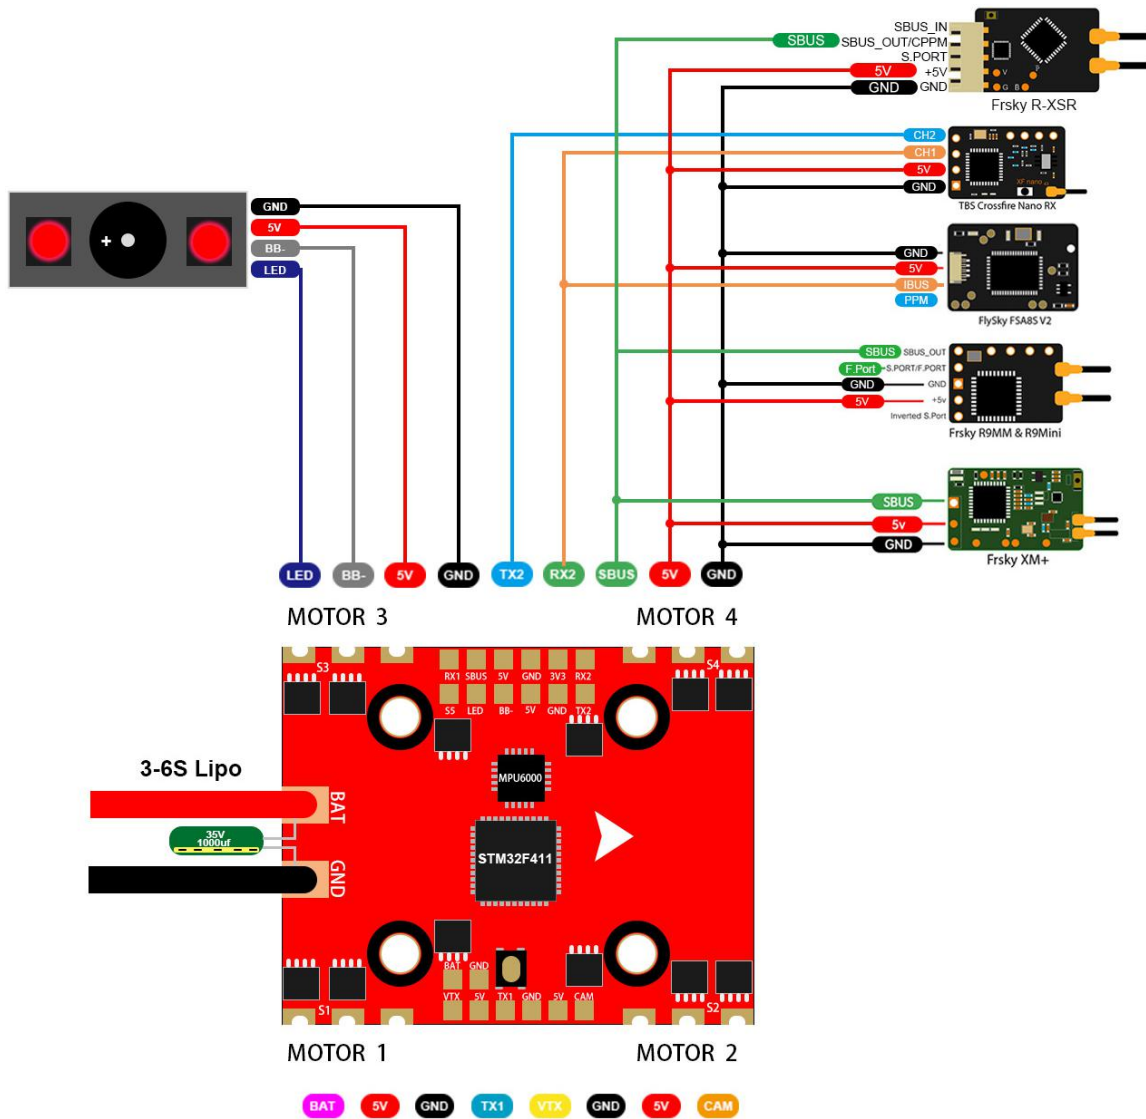 SBUS_IN
SBUS SBUS_OUT/CPPM
S.PORT
5V +5V
GND GND
V P
G B
Frsky R-XSR
CH2
CH1
5V
GND
XF nano
TBS Crossfire Nano RX
GND
5V
BB-
LED
+
GND
5V
IBUS
PPM
FlySky FSA8S V2
SBUS SBUS_OUT
F.Port S.PORT/F.PORT
GND GND
5V +5v
Inverted S.Port
Frsky R9MM & R9Mini
SBUS
5v
GND
Frsky XM+
LED BB- 5V GND TX2 RX2 SBUS 5V GND
MOTOR 3 MOTOR 4
S3 S4
RX1 SBUS 5V GND 3V3 RX2
S5 LED BB- 5V GND TX2
3-6S Lipo
MPU6000
BAT
35V
1000uf
STM32F411
GND
BAT GND
VTX 5V TX1 GND 5V CAM
S1 S2
MOTOR 1 MOTOR 2
BAT 5V GND TX1 VTX GND 5V CAM